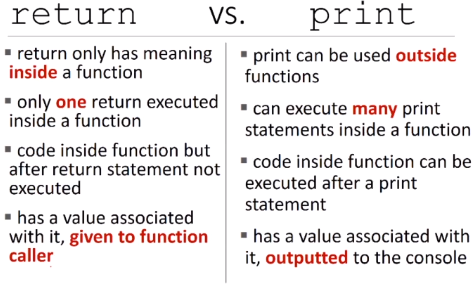 return vs. print
▪ return only has meaning
inside a function
▪ only one return executed
inside a function
▪ code inside function but
after return statement not
executed
▪ has a value associated
with it, given to function
caller
▪ print can be used outside
functions
▪ can execute many print
statements inside a function
▪ code inside function can be
executed after a print
statement
▪ has a value associated with
it, outputted to the console